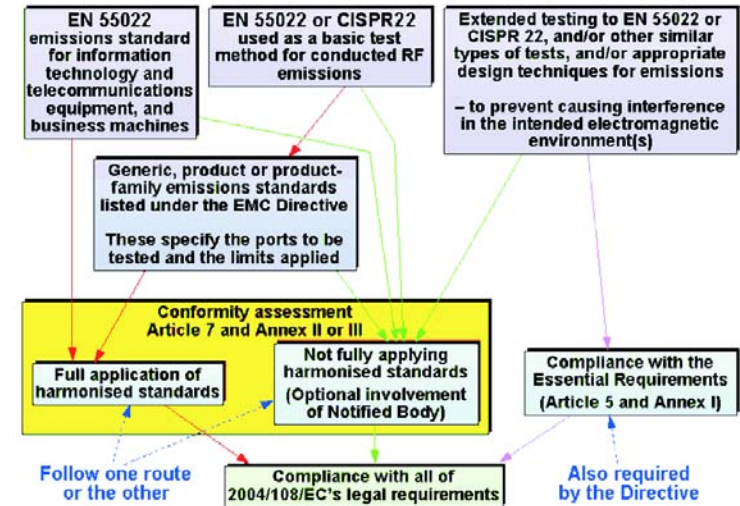 EN 55022
emissions standard
for information
technology and
telecommunications
equipment, and
business machines
EN 55022 or CISPR22
used as a basic test
method for conducted RF
emissions
Extended testing to EN 55022 or
CISPR 22, and/or other similar
types of tests, and/or appropriate
design techniques for emissions
– to prevent causing interference
in the intended electromagnetic
environment(s)
Generic, product or product-
family emissions standards
listed under the EMC Directive
These specify the ports to be
tested and the limits applied
Conformity assessment
Article 7 and Annex II or III
Full application of
harmonised standards
Not fully applying
harmonised standards
(Optional involvement
of Notified Body)
Compliance with the
Essential Requirements
(Article 5 and Annex I)
Follow one route
or the other
Compliance with all of
2004/108/EC's legal requirements
Also required
by the Directive